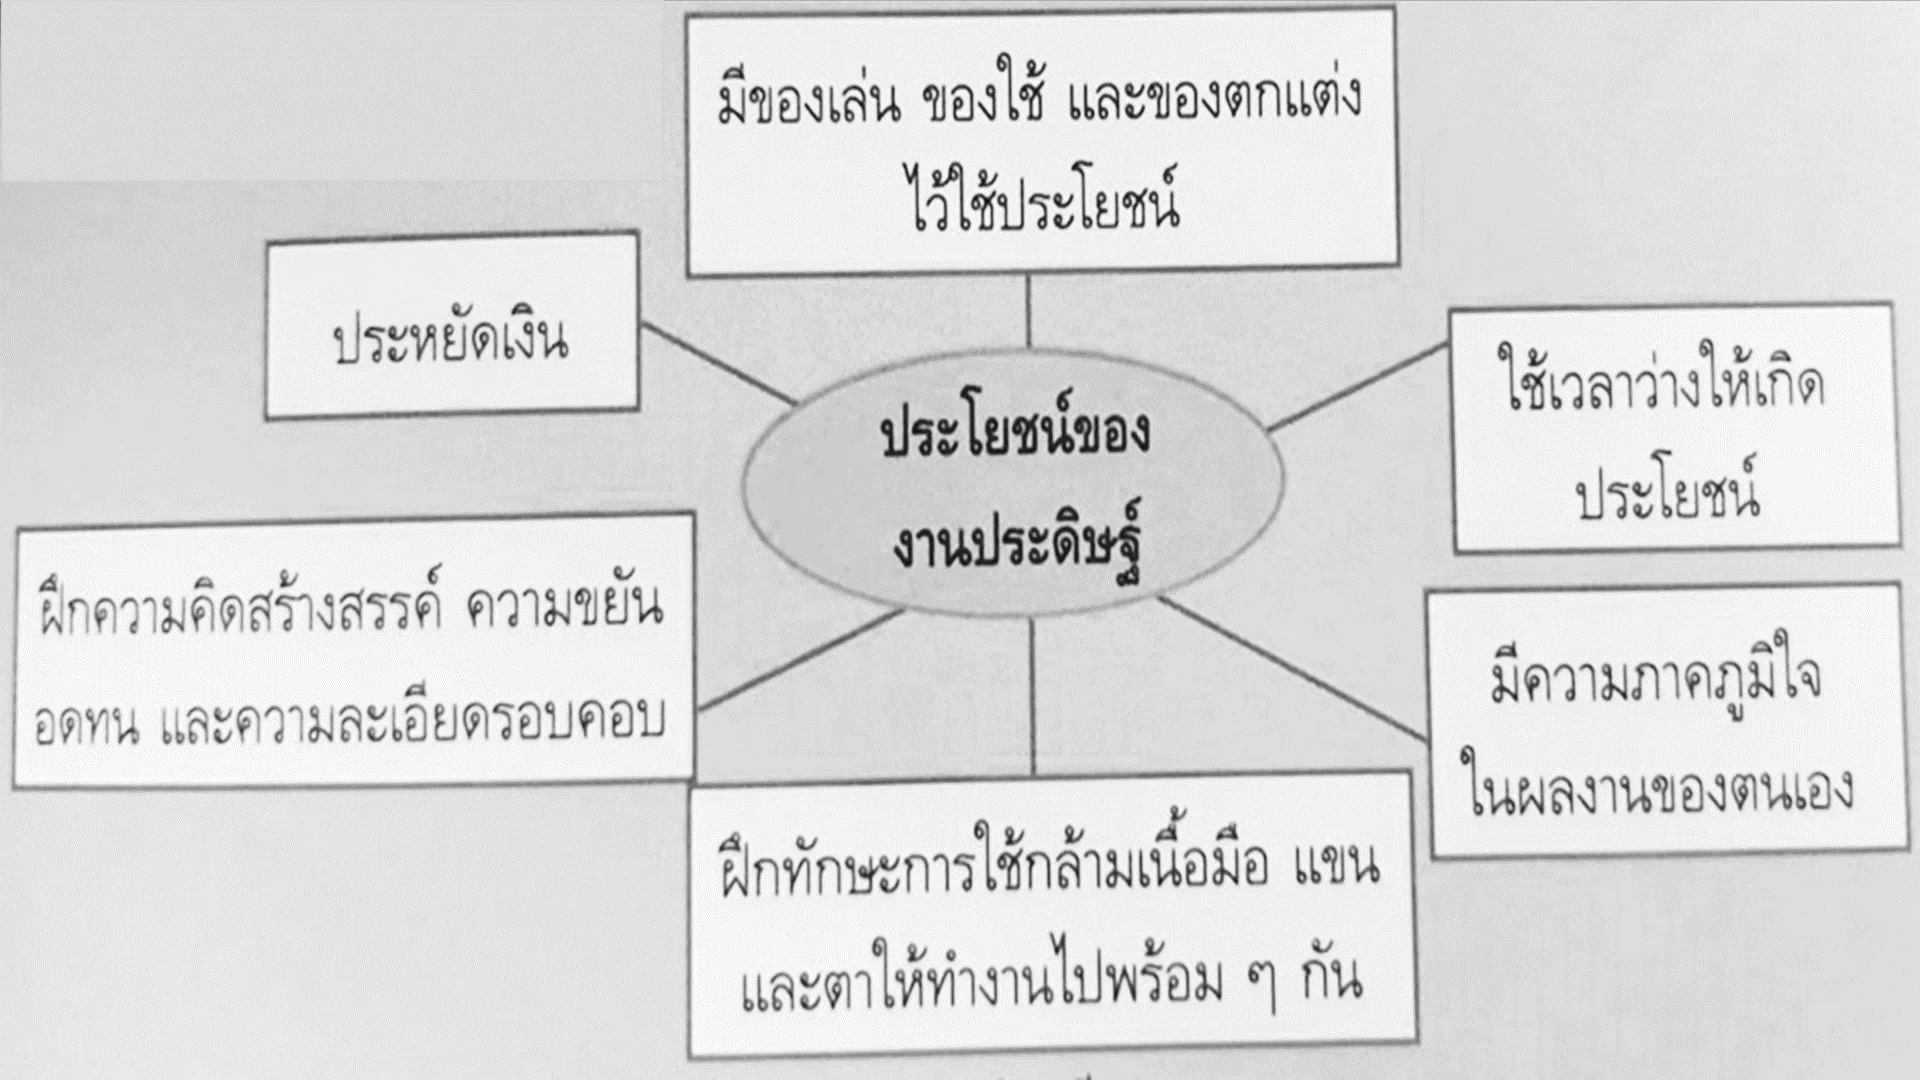 มีของเล่น ของใช้ และของตกแต่ง
ไว้ใช้ประโยชน์
ประหยัดเงิน
ใช้เวลาว่างให้เกิด
ประโยชน์
ประโยชน์ของ
งานประดิษฐ์
ฝึกความคิดสร้างสรรค์ ความขยัน
อดทน และความละเอียดรอบคอบ
มีความภาคภูมิใจ
ในผลงานของตนเอง
ฝึกทักษะการใช้กล้ามเนื้อมือ แขน
และตาให้ทำงานไปพร้อม ๆ กัน